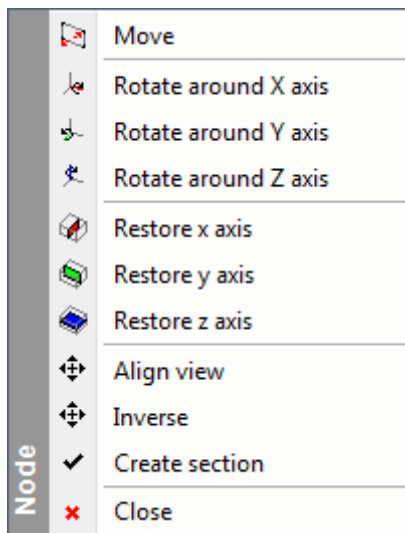 Move
Rotate around X axis
Rotate around Y axis
Rotate around Z axis
Restore x axis
Restore y axis
Restore z axis
Align view
Inverse
Create section
Close
Node